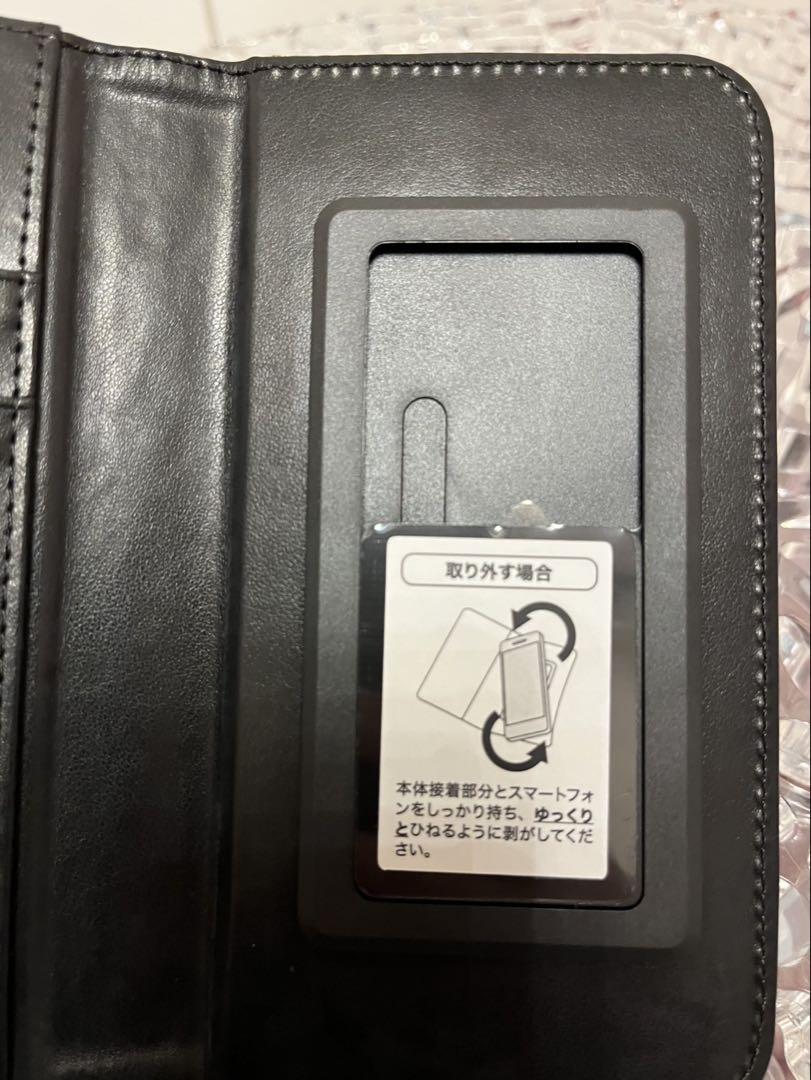 取り外す場合
本体接着部分とスマートフォ
ンをしっかり持ち、ゆっくり
とひねるように剥がしてくだ
さい。